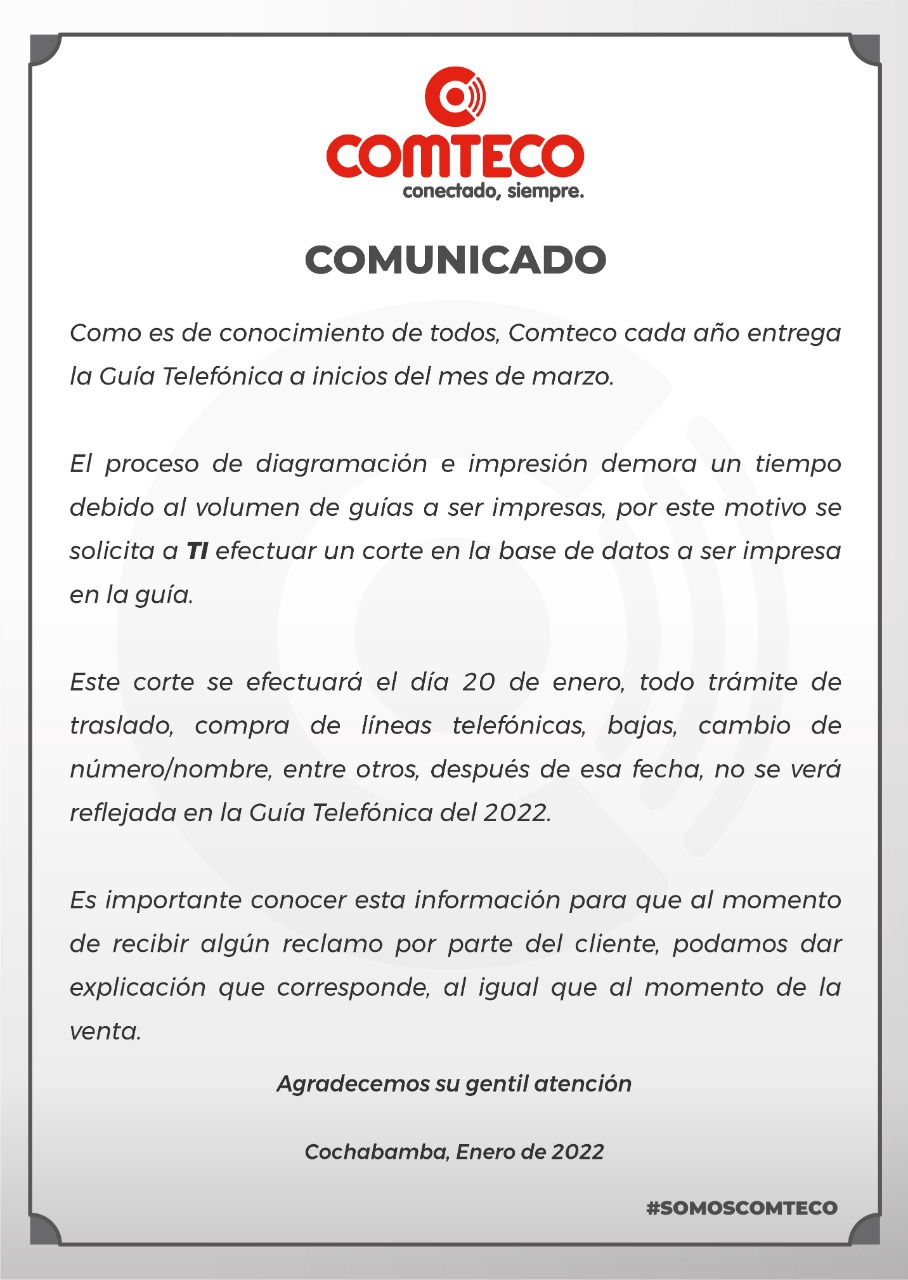 COMTECO
conectado, siempre.
COMUNICADO
Como es de conocimiento de todos, Comteco cada año entrega
la Guía Telefónica a inicios del mes de marzo.
El proceso de diagramación e impresión demora un tiempo
debido al volumen de guías a ser impresas, por este motivo se
solicita a TI efectuar un corte en la base de datos a ser impresa
en la guía.
Este corte se efectuará el día 20 de enero, todo trámite de
traslado, compra de líneas telefónicas, bajas, cambio de
número/nombre, entre otros, después de esa fecha, no se verá
reflejada en la Guía Telefónica del 2022.
Es importante conocer esta información para que al momento
de recibir algún reclamo por parte del cliente, podamos dar
explicación que corresponde, al igual que al momento de la
venta.
Agradecemos su gentil atención
Cochabamba, Enero de 2022
#SOMOSCOMTECO